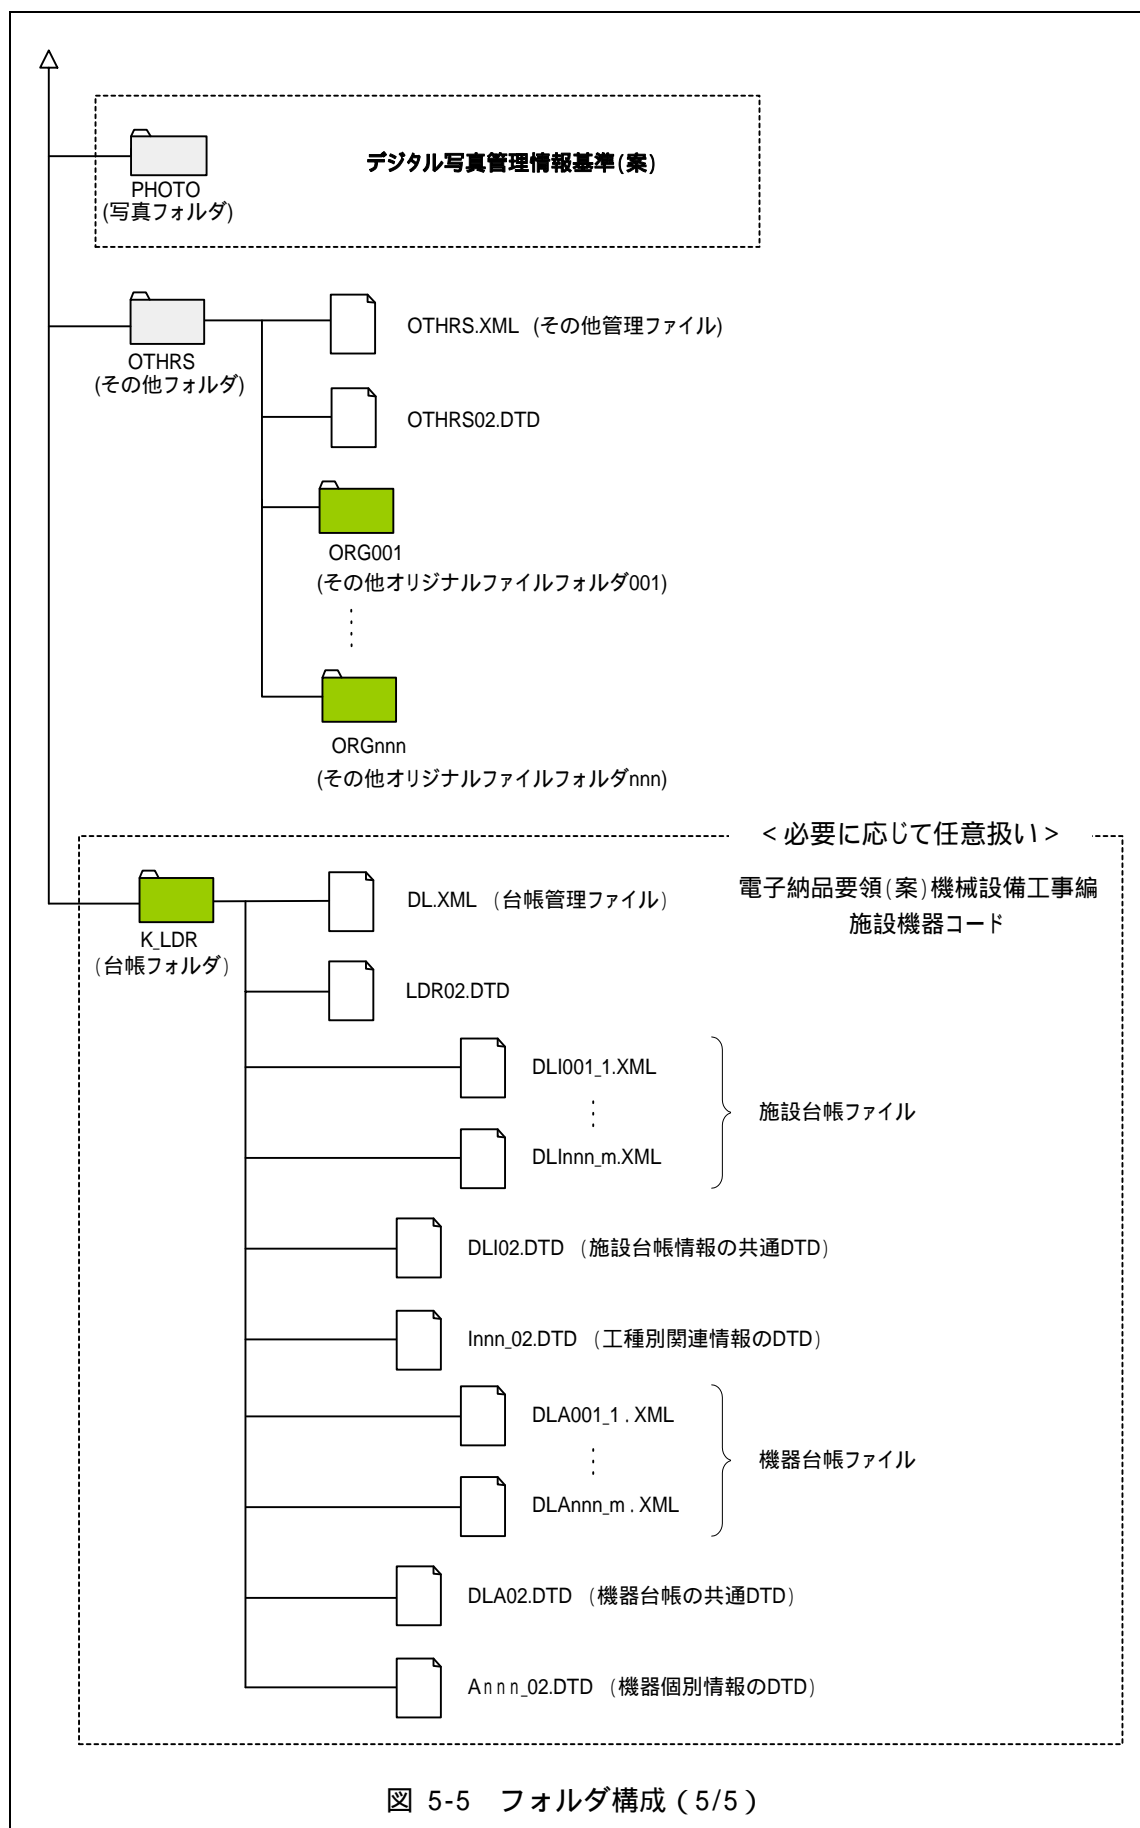 デジタル写真管理情報基準(案)
PHOTO
(写真フォルダ)
OTHRS.XML (その他管理ファイル)
OTHRS
(その他フォルダ)
OTHRS02.DTD
ORG001
(その他オリジナルファイルフォルダ001)
ORGnnn
(その他オリジナルファイルフォルダnnn)
<必要に応じて任意扱い>
電子納品要領(案)機械設備工事編
施設機器コード
DL.XML (台帳管理ファイル)
K_LDR
(台帳フォルダ)
LDR02.DTD
DLI001_1.XML
施設台帳ファイル
DLInnn_m.XML
DLI02.DTD (施設台帳情報の共通DTD)
Innn_02.DTD (工種別関連情報のDTD)
DLA001_1.XML
機器台帳ファイル
DLAnnn_m.XML
DLA02.DTD (機器台帳の共通DTD)
Annn_02.DTD (機器個別情報のDTD)
図 5-5 フォルダ構成(5/5)